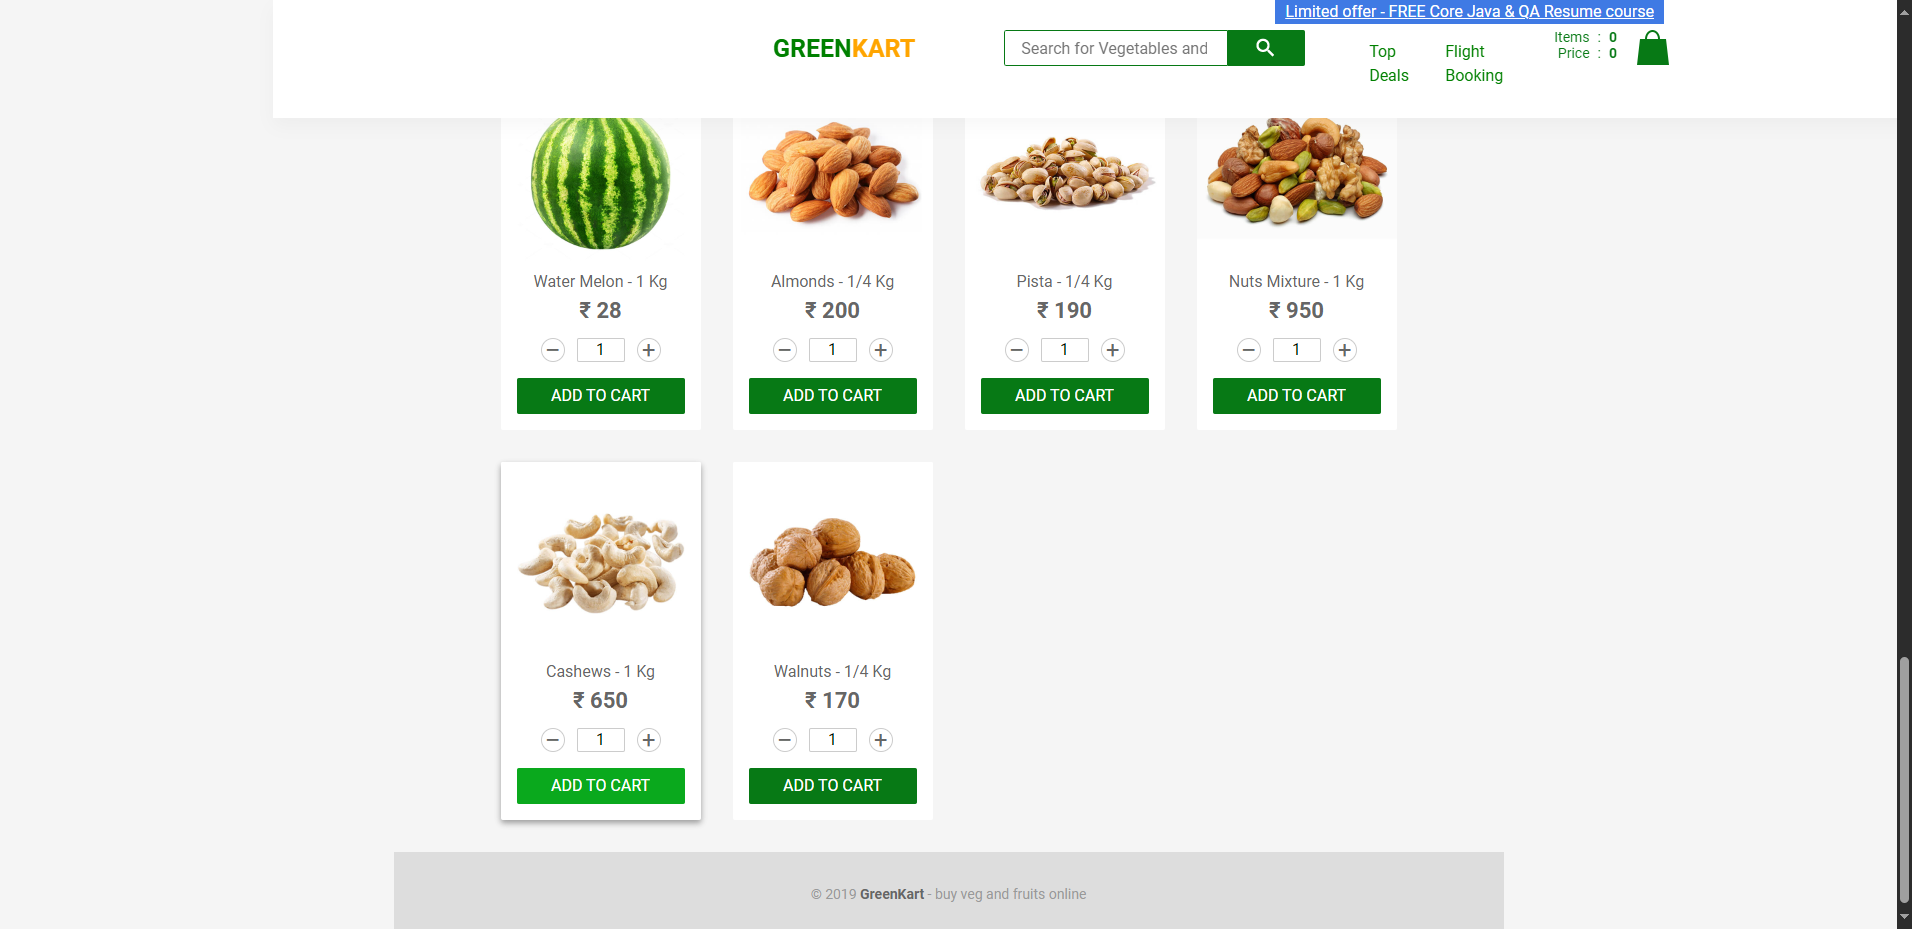 Limited offer - FREE Core Java & QA Resume course
GREENKART
Search for Vegetables and
Top Deals
Flight Booking
Items : 0
Price : 0
Water Melon - 1 Kg
₹ 28
1
ADD TO CART
Almonds - 1/4 Kg
₹ 200
1
ADD TO CART
Pista - 1/4 Kg
₹ 190
1
ADD TO CART
Nuts Mixture - 1 Kg
₹ 950
1
ADD TO CART
Cashews - 1 Kg
₹ 650
1
ADD TO CART
Walnuts - 1/4 Kg
₹ 170
1
ADD TO CART
© 2019 GreenKart - buy veg and fruits online